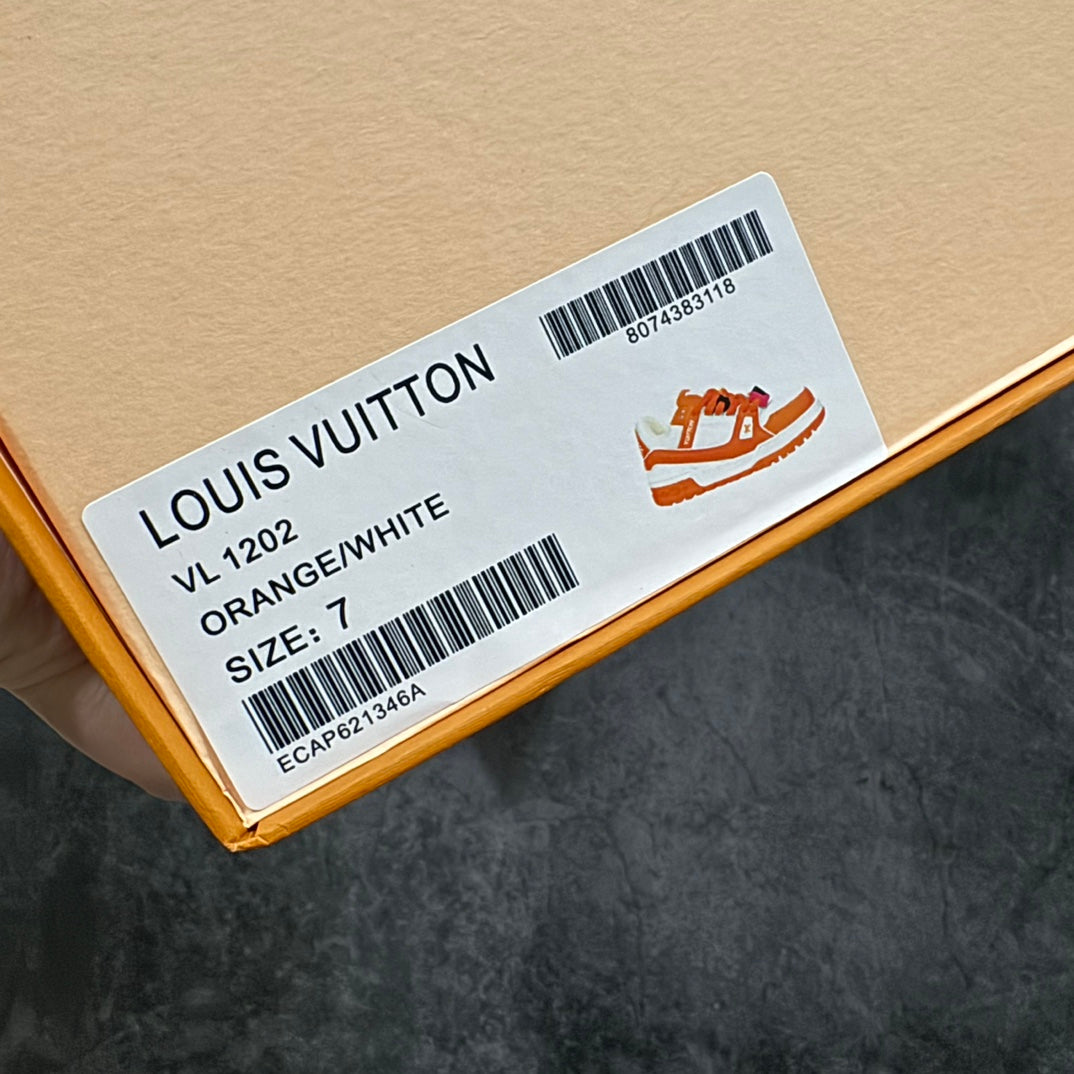 8074383118
LOUIS VUITTON
VL 1202
ORANGE/WHITE
SIZE: 7
ECAP621346A